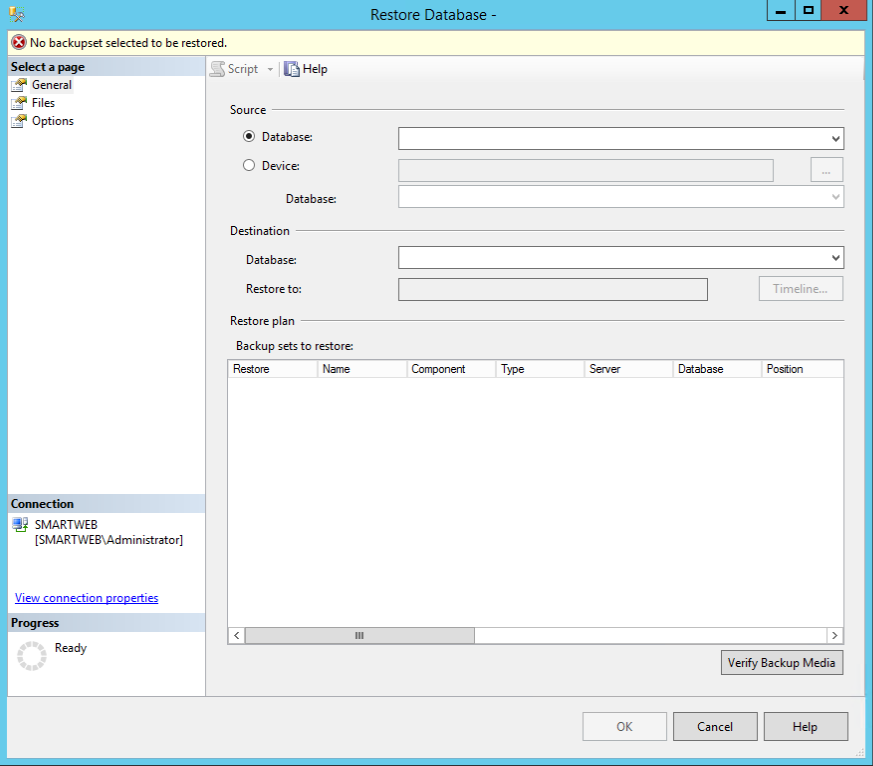 Restore Database -
No backupset selected to be restored.
Select a page
General
Files
Options
Script
Help
Source
Database:
Device:
...
Database:
Destination
Database:
Restore to:
Timeline...
Restore plan
Backup sets to restore:
Restore Name Component Type Server Database Position
Connection
SMARTWEB
[SMARTWEB\Administrator]
View connection properties
Progress
Ready
Verify Backup Media
OK Cancel Help